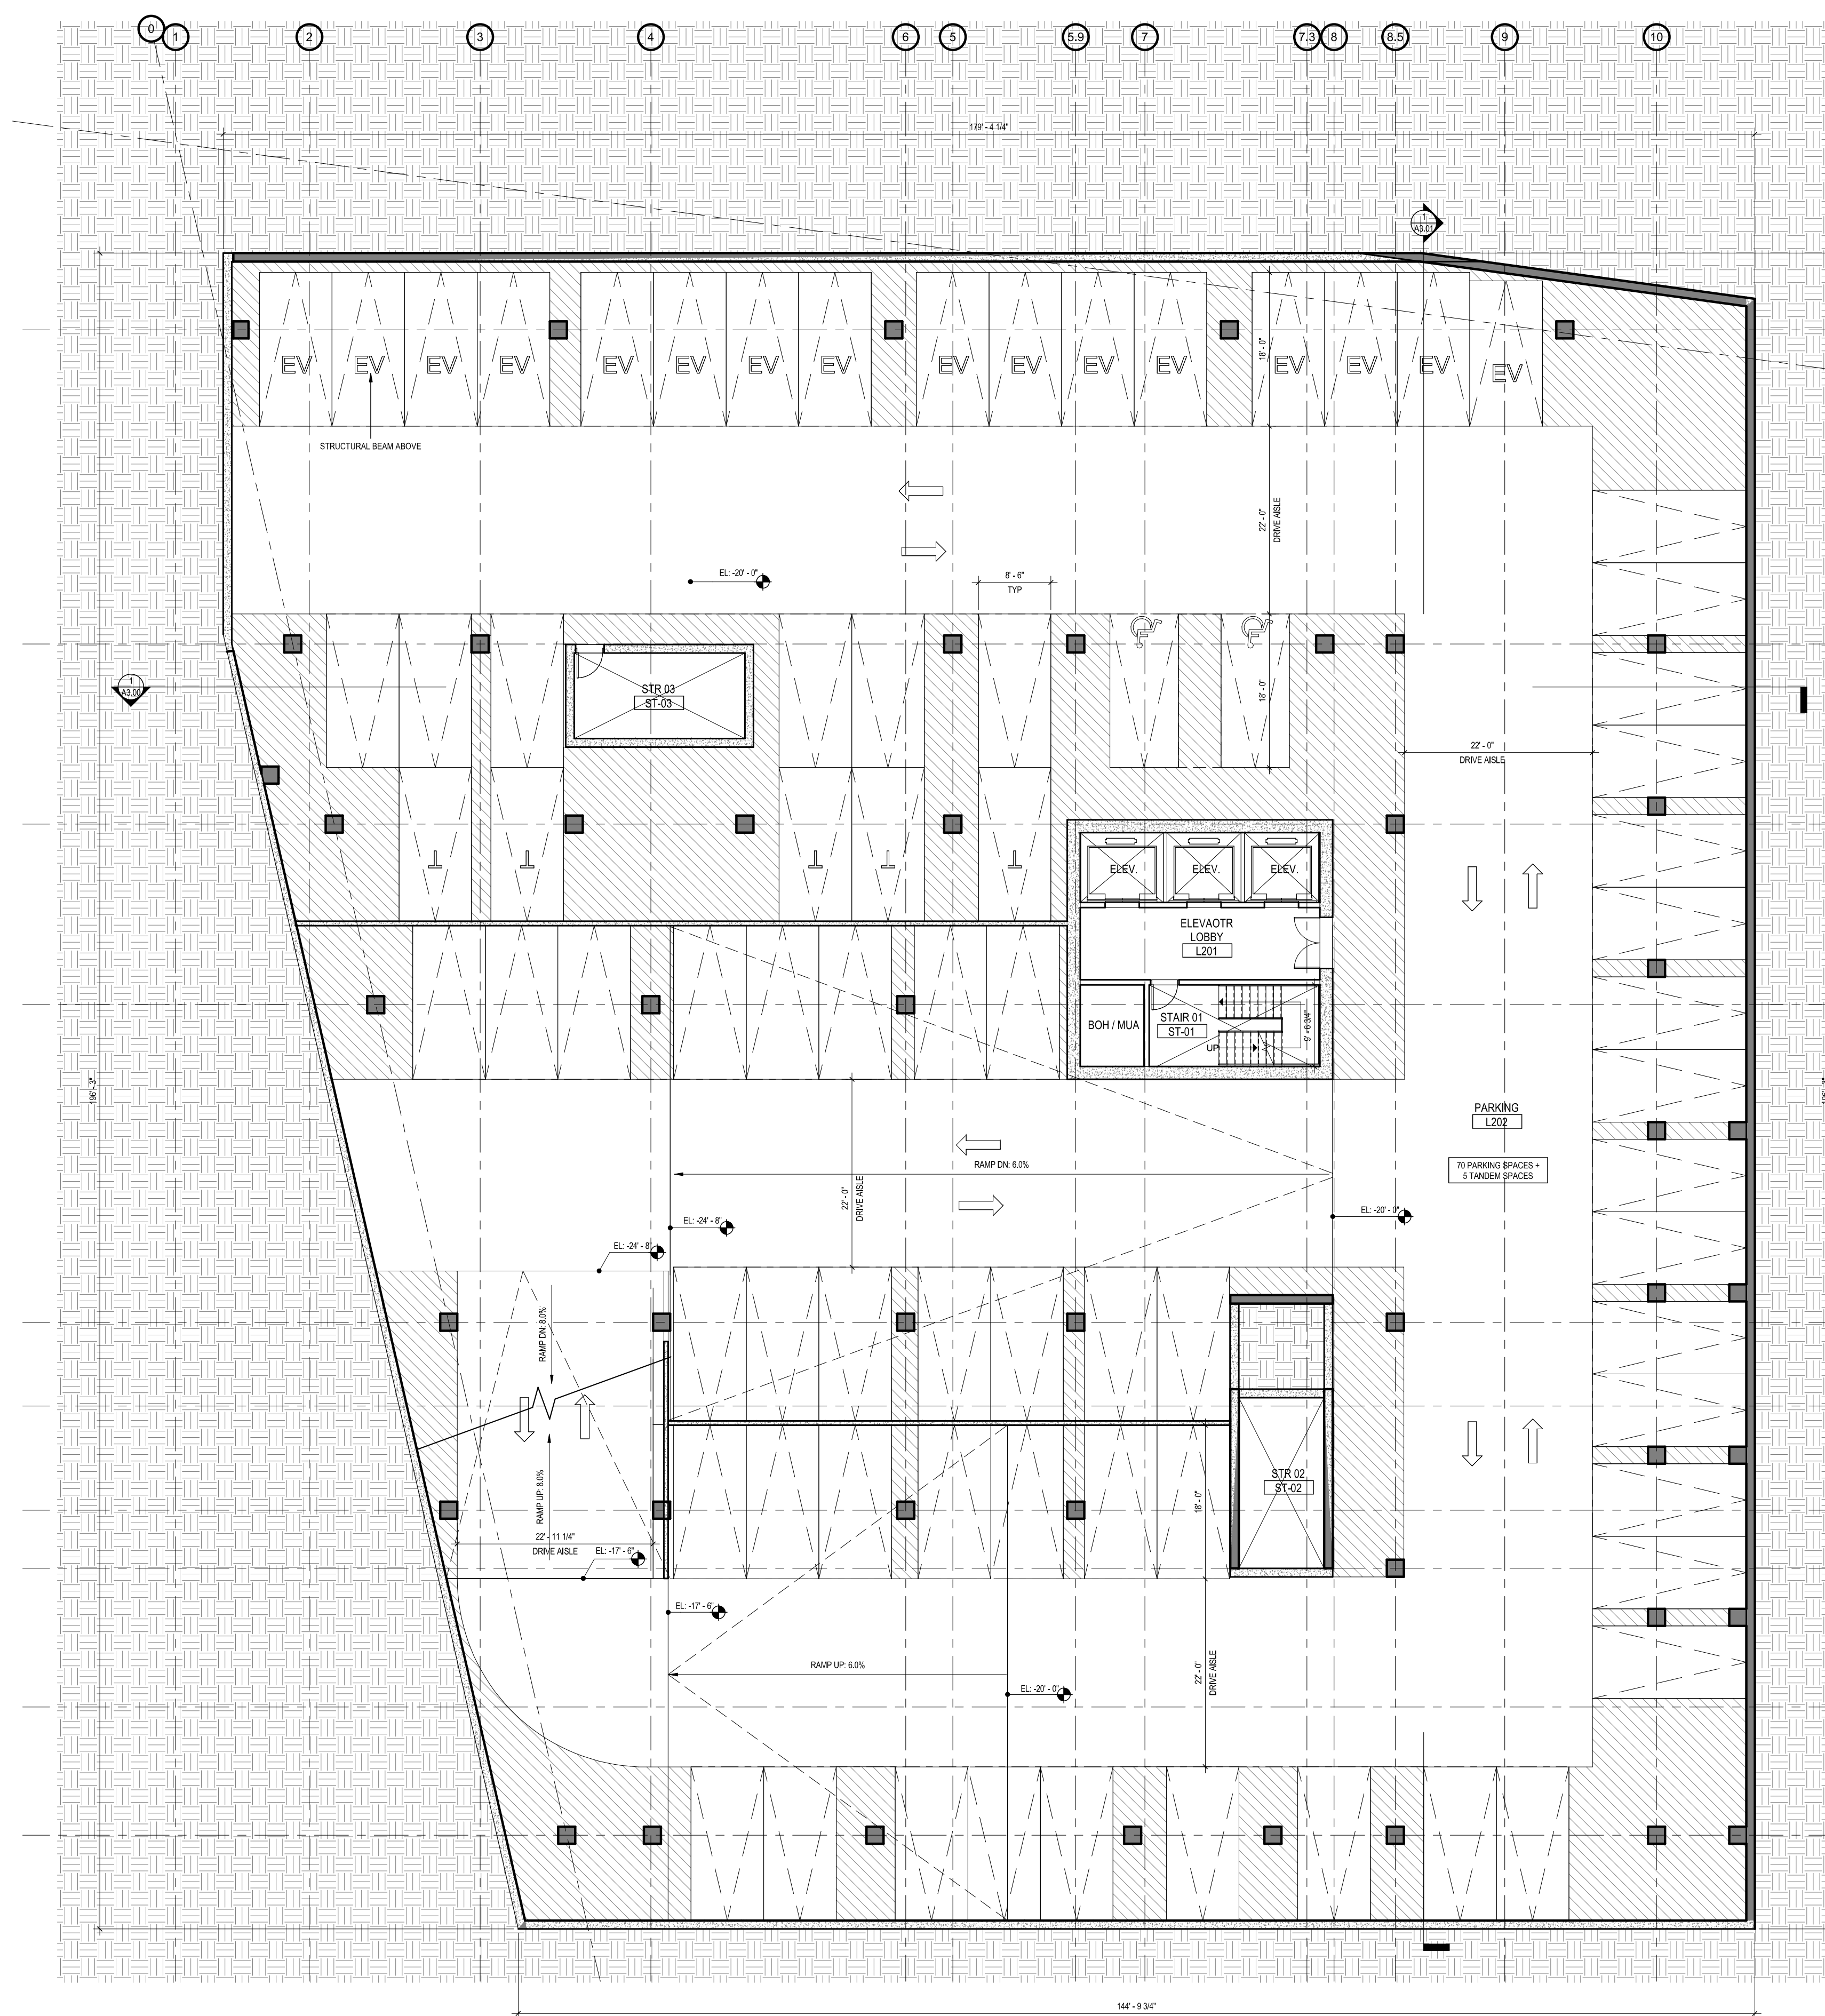 0 1 2 3 4 6 5 5.9 7 7.3 8 8.5 9 10
179' - 4 1/4"
1
A3.01
EV EV EV EV EV EV EV EV EV EV EV EV EV EV EV
18' - 0"
STRUCTURAL BEAM ABOVE
22' - 0"
DRIVE AISLE
EL: -20' - 0"
8' - 6"
TYP
1
A3.00
STR 03
ST-03
18' - 0"
22' - 0"
DRIVE AISLE
T T T T T
ELEV. ELEV. ELEV.
ELEVAOTR
LOBBY
L201
BOH / MUA
STAIR 01
ST-01
UP
9' - 6 3/4"
196' - 3"
PARKING
L202
70 PARKING SPACES +
5 TANDEM SPACES
RAMP DN: 6.0%
22' - 0"
DRIVE AISLE
EL: -24' - 8"
EL: -20' - 0"
EL: -24' - 8"
RAMP DN: 8.0%
RAMP UP: 8.0%
STR 02
ST-02
18' - 0"
22' - 11 1/4"
DRIVE AISLE
EL: -17' - 6"
EL: -17' - 6"
RAMP UP: 6.0%
22' - 0"
DRIVE AISLE
EL: -20' - 0"
144' - 9 3/4"